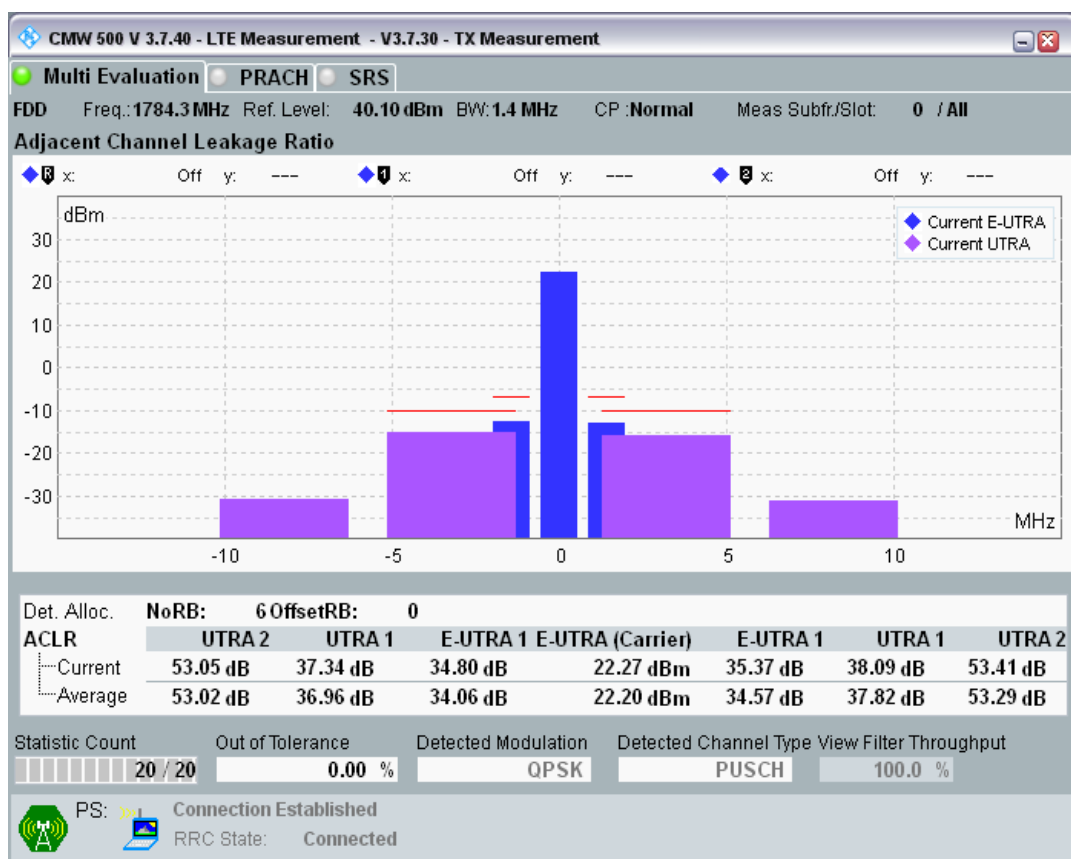 CMW 500 V 3.7.40 - LTE Measurement - V3.7.30 - TX Measurement
Multi Evaluation PRACH SRS
FDD Freq.: 1784.3 MHz Ref. Level: 40.10 dBm BW: 1.4 MHz CP :Normal Meas Subfr./Slot: 0 / All
Adjacent Channel Leakage Ratio
R x: Off y: --- 1 x: Off y: --- 2 x: Off y: ---
dBm
Current E-UTRA
Current UTRA
30
20
10
0
-10
-20
-30
MHz
-10 -5 0 5 10
Det. Alloc. NoRB: 6 OffsetRB: 0
ACLR UTRA 2 UTRA 1 E-UTRA 1 E-UTRA (Carrier) E-UTRA 1 UTRA 1 UTRA 2
Current 53.05 dB 37.34 dB 34.80 dB 22.27 dBm 35.37 dB 38.09 dB 53.41 dB
Average 53.02 dB 36.96 dB 34.06 dB 22.20 dBm 34.57 dB 37.82 dB 53.29 dB
Statistic Count Out of Tolerance Detected Modulation Detected Channel Type View Filter Throughput
20 / 20 0.00 % QPSK PUSCH 100.0 %
PS: Connection Established
RRC State: Connected